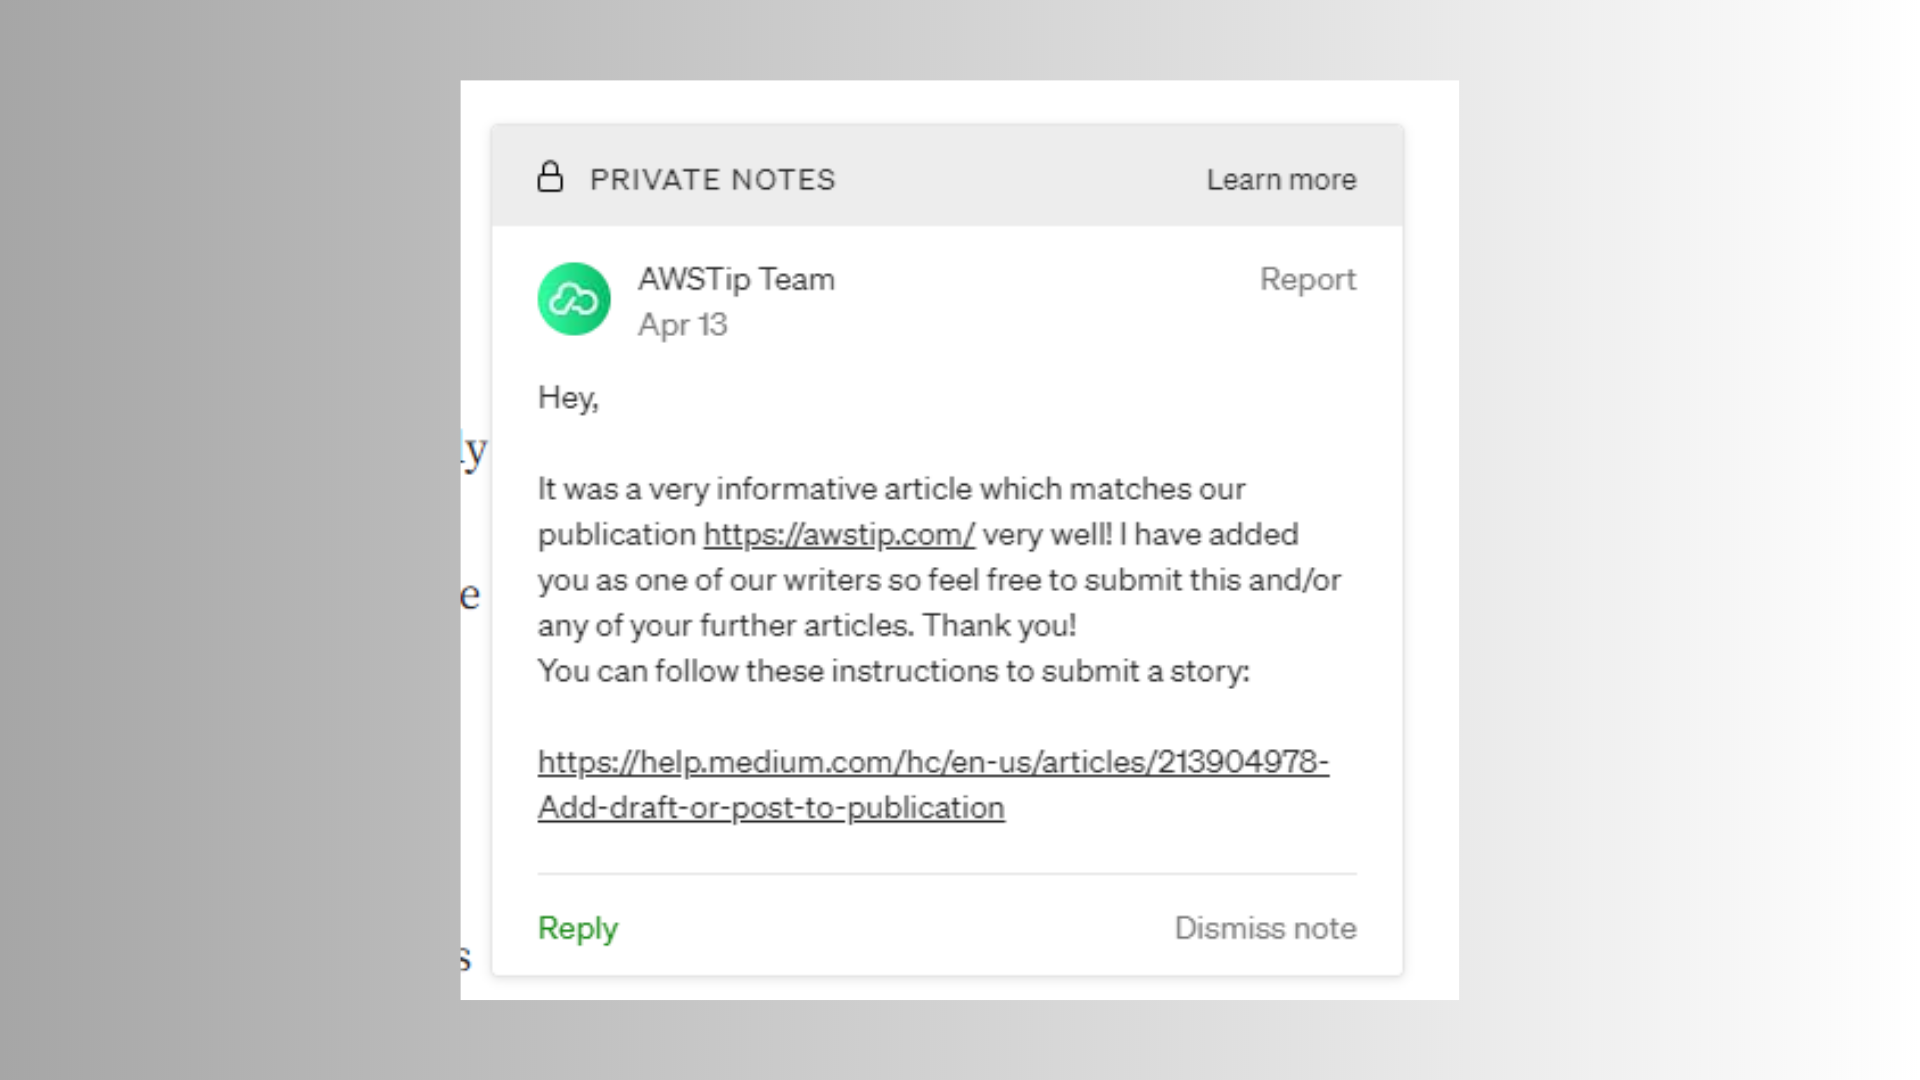 PRIVATE NOTES Learn more
AWSTip Team Report
Apr 13
Hey,
ly
It was a very informative article which matches our
publication https://awstip.com/ very well! I have added
you as one of our writers so feel free to submit this and/or
e
any of your further articles. Thank you!
You can follow these instructions to submit a story:
https://help.medium.com/hc/en-us/articles/213904978-
Add-draft-or-post-to-publication
Reply Dismiss note
s